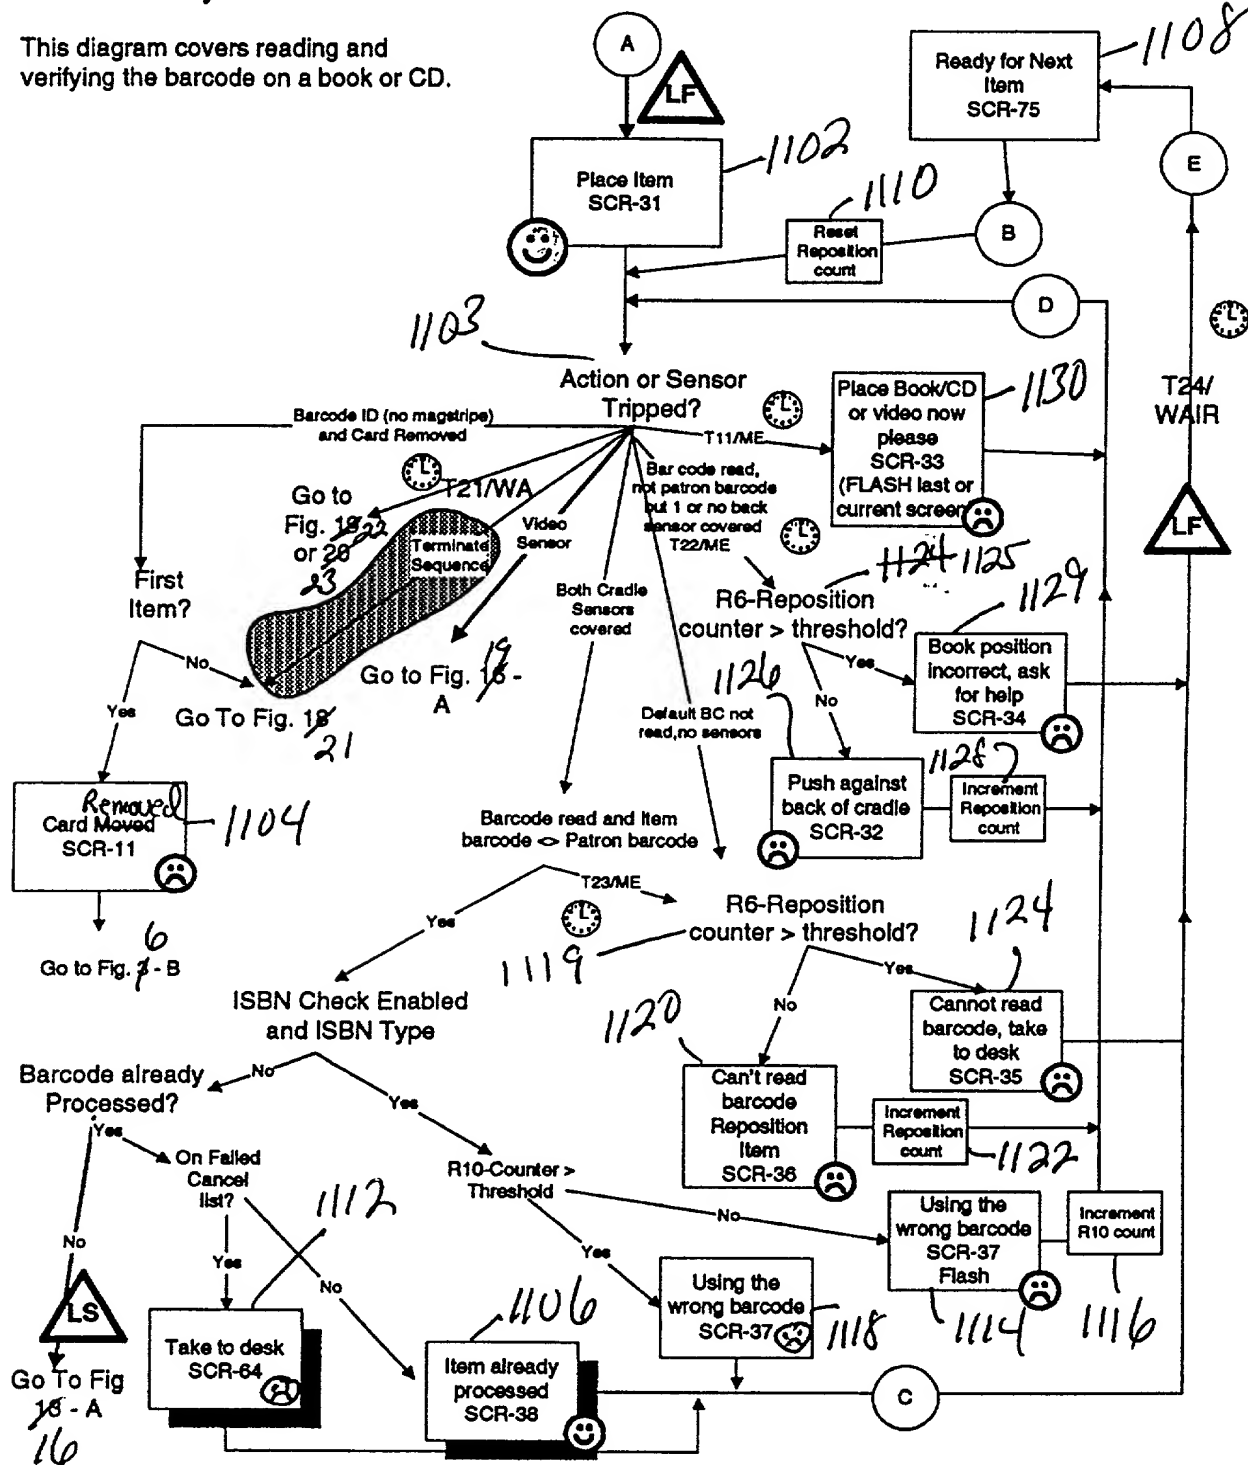 This diagram covers reading and
verifying the barcode on a book or CD.
A
LF
Ready for Next
Item
SCR-75
1108
Place Item
SCR-31
1102
1110
Reset
Reposition
count
B
E
D
1103
Action or Sensor
Tripped?
Place Book/CD
or video now
please
SCR-33
(FLASH last or
current screen
1130
T24/
WAIR
LF
Barcode ID (no magstripe)
and Card Removed
T11/ME
T21/WA
Go to
Fig. 19 22
or 20
23
Terminate
Sequence
Video
Sensor
Bar code read,
not patron barcode
but 1 or no back
sensor covered
T22/ME
1124 1125
First
Item?
Both Cradle
Sensors
covered
R6-Reposition
counter > threshold?
1129
Book position
incorrect, ask
for help
SCR-34
Yes
No
No
Go to Fig. 16 -
19
A
1126
Go To Fig. 18
21
Yes
Default BC not
read,no sensors
Push against
back of cradle
SCR-32
1128
Increment
Reposition
count
Removed
Card Moved
SCR-11
1104
Barcode read and Item
barcode <> Patron barcode
T23/ME
Yes
R6-Reposition
counter > threshold?
1119
1124
6
Go to Fig. 3 - B
Yes
No
ISBN Check Enabled
and ISBN Type
1120
Cannot read
barcode, take
to desk
SCR-35
Barcode already
Processed?
No
Yes
Can't read
barcode
Reposition
Item
SCR-36
Increment
Reposition
count
1122
Yes
On Failed
Cancel
list?
R10-Counter >
Threshold
1112
No
Using the
wrong barcode
SCR-37
Flash
Increment
R10 count
No
Yes
Yes
No
LS
Using the
wrong barcode
SCR-37
1118
1114
1116
Take to desk
SCR-64
1106
Item already
processed
SCR-38
C
Go To Fig
13 - A
16